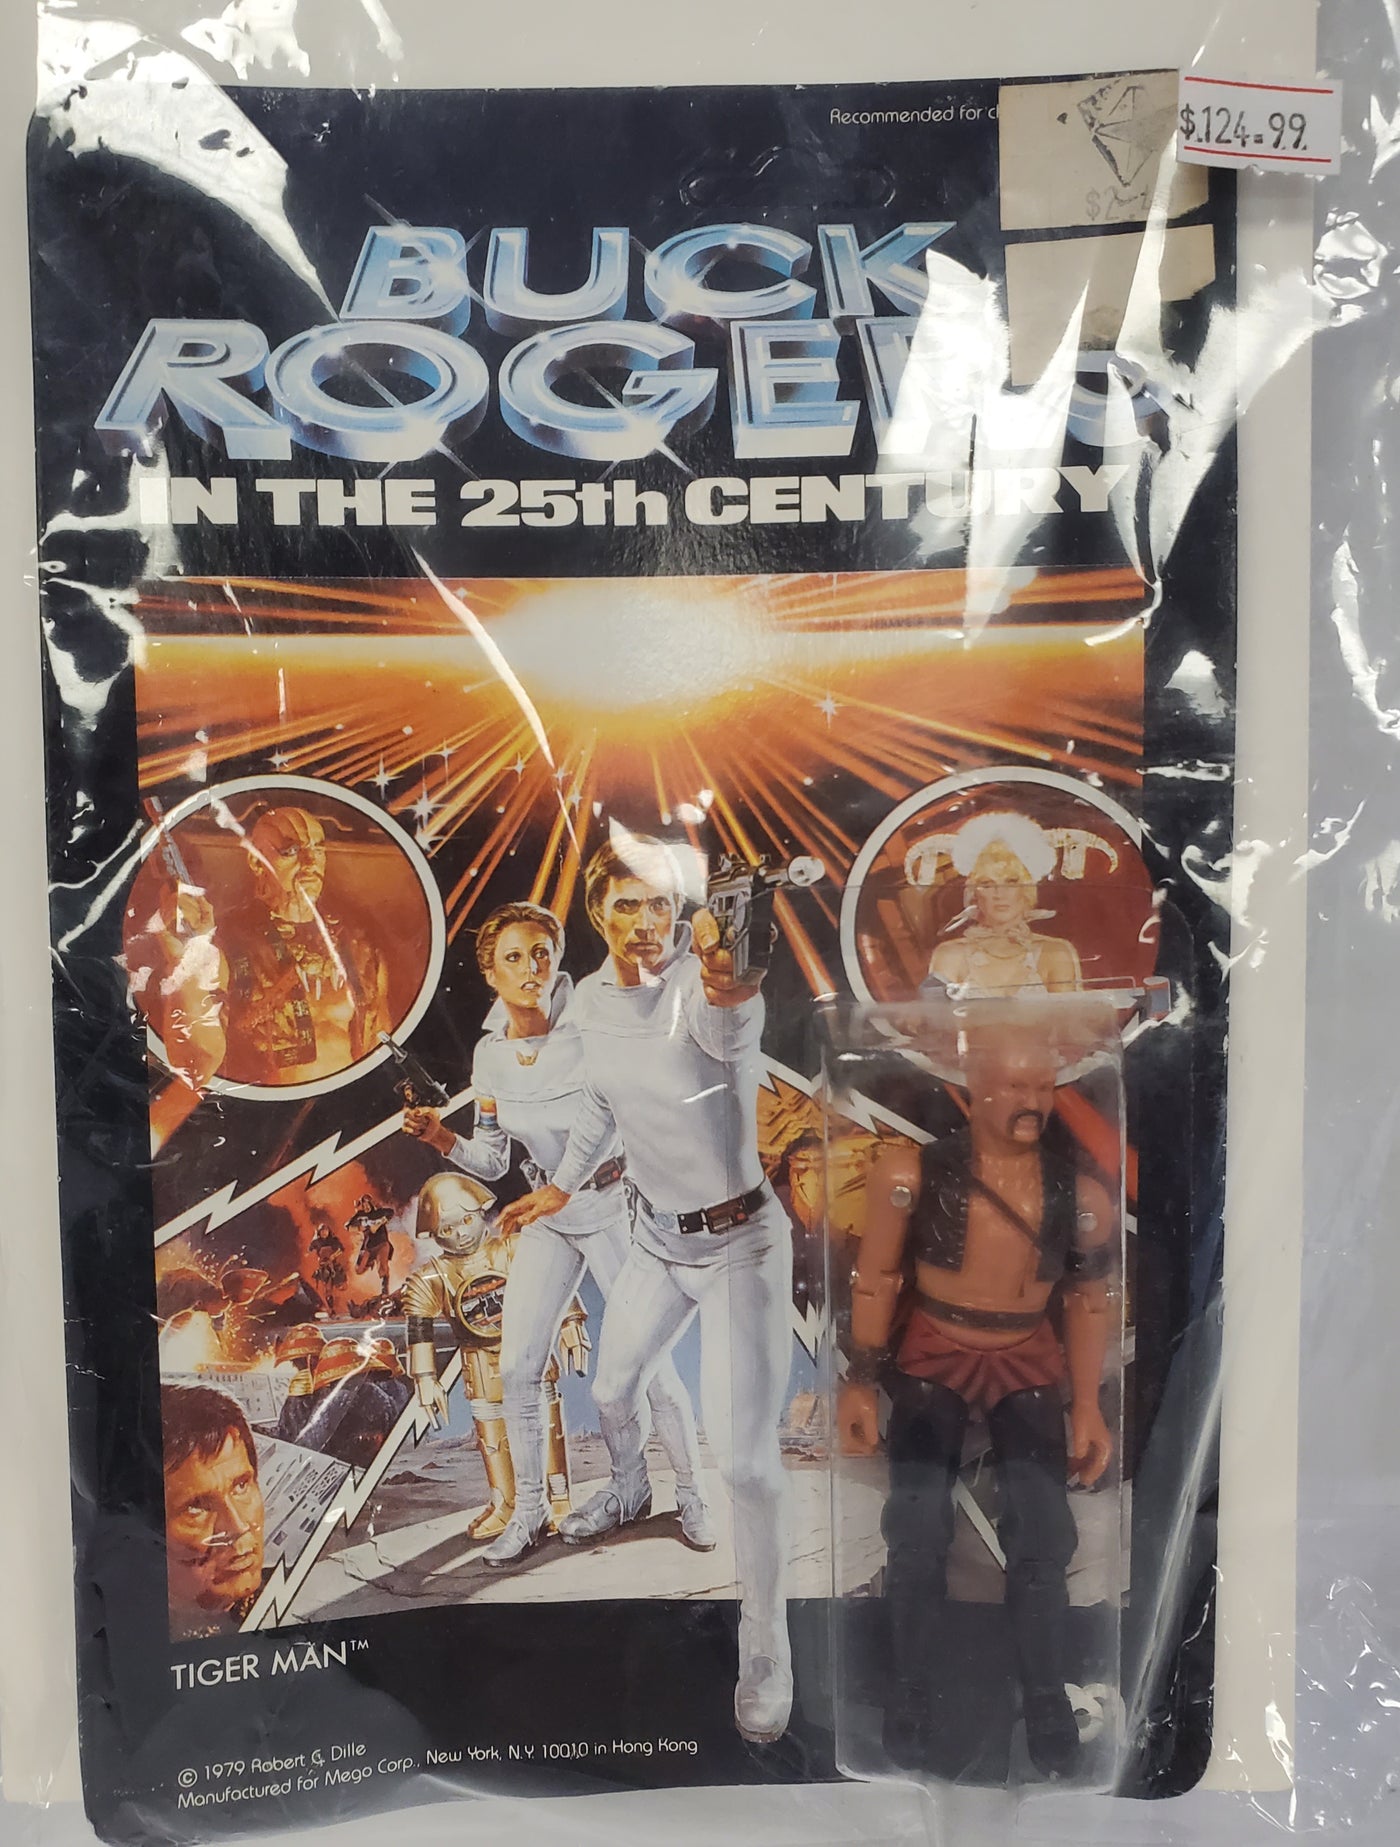 Recommended for
$124.99
BUCK
ROGERS
IN THE 25th CENTURY
TIGER MAN™
© 1979 Robert C. Dille
Manufactured for Mego Corp., New York, N.Y. 10010 in Hong Kong